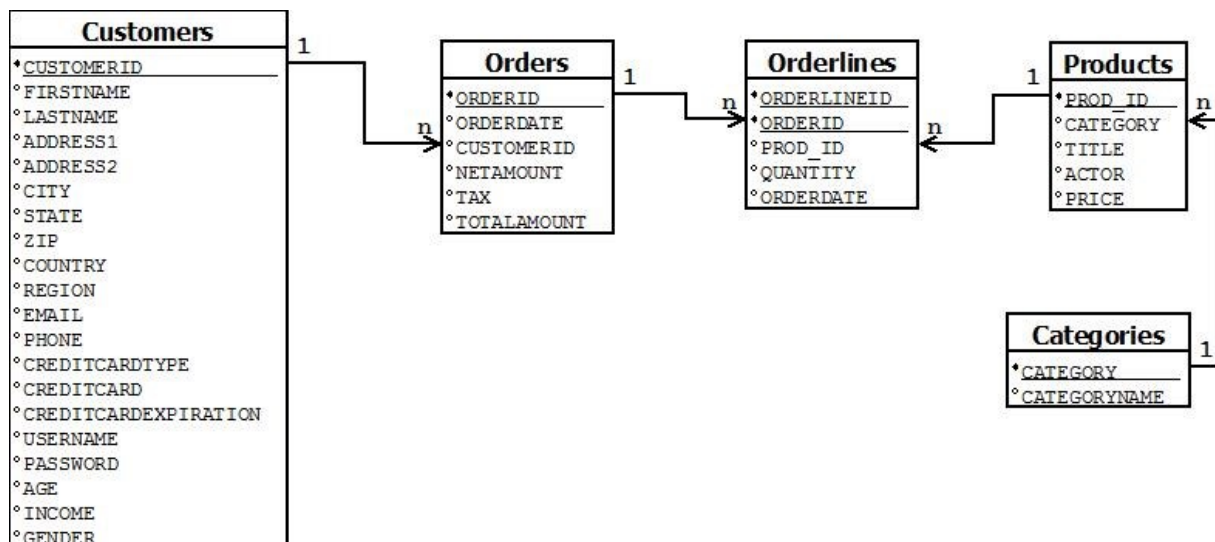 Customers
CUSTOMERID
FIRSTNAME
LASTNAME
ADDRESS1
ADDRESS2
CITY
STATE
ZIP
COUNTRY
REGION
EMAIL
PHONE
CREDITCARDTYPE
CREDITCARD
CREDITCARDEXPIRATION
USERNAME
PASSWORD
AGE
INCOME
GENDER
1
n
Orders
ORDERID
ORDERDATE
CUSTOMERID
NETAMOUNT
TAX
TOTALAMOUNT
1
n
Orderlines
ORDERLINEID
ORDERID
PROD_ID
QUANTITY
ORDERDATE
n
1
Products
PROD_ID
CATEGORY
TITLE
ACTOR
PRICE
n
Categories
CATEGORY
CATEGORYNAME
1